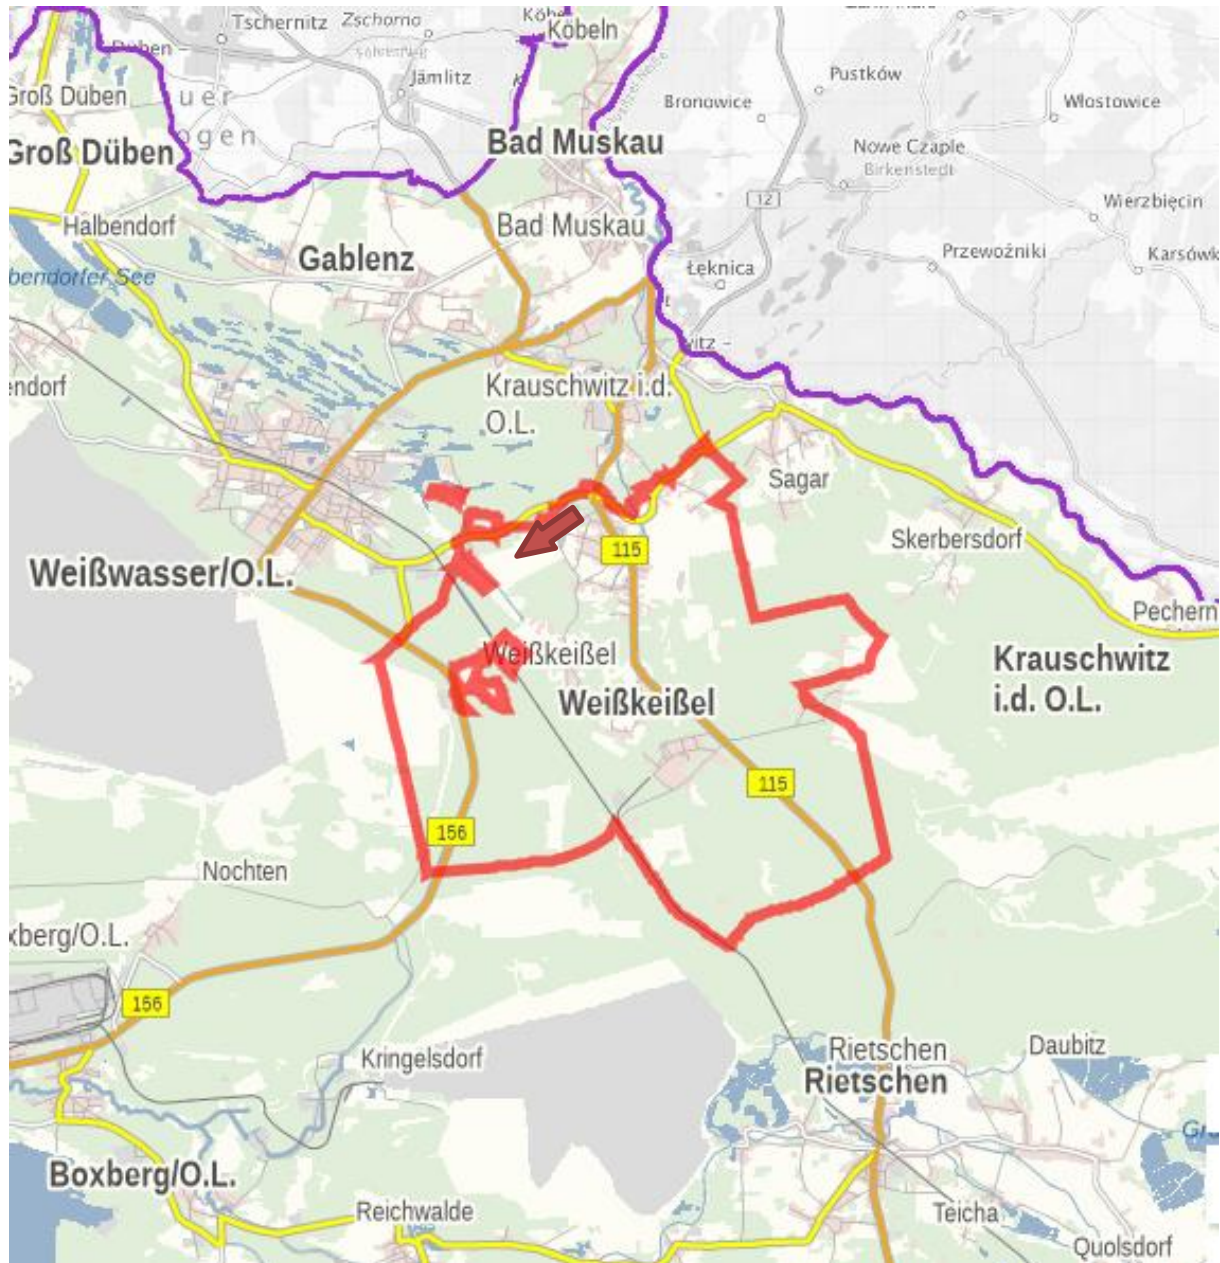 Tschernitz
Zschorno
Köbeln
Jämlitz
Groß Düben
Groß Düben
Bad Muskau
Bad Muskau
Halbendorf
Gablenz
Pustków
Bronowice
Włostowice
Nowe Czaple
Birkenstedt
12
Wierzbięcin
Przewoźniki
Łęknica
Krauschwitz i.d.
O.L.
Sagar
115
Skerbersdorf
Weißwasser/O.L.
Pechern
Weißkeißel
Weißkeißel
Krauschwitz
i.d. O.L.
115
156
Nochten
156
Kringelsdorf
Rietschen
Rietschen
Daubitz
Boxberg/O.L.
Reichwalde
Teicha
Quolsdorf